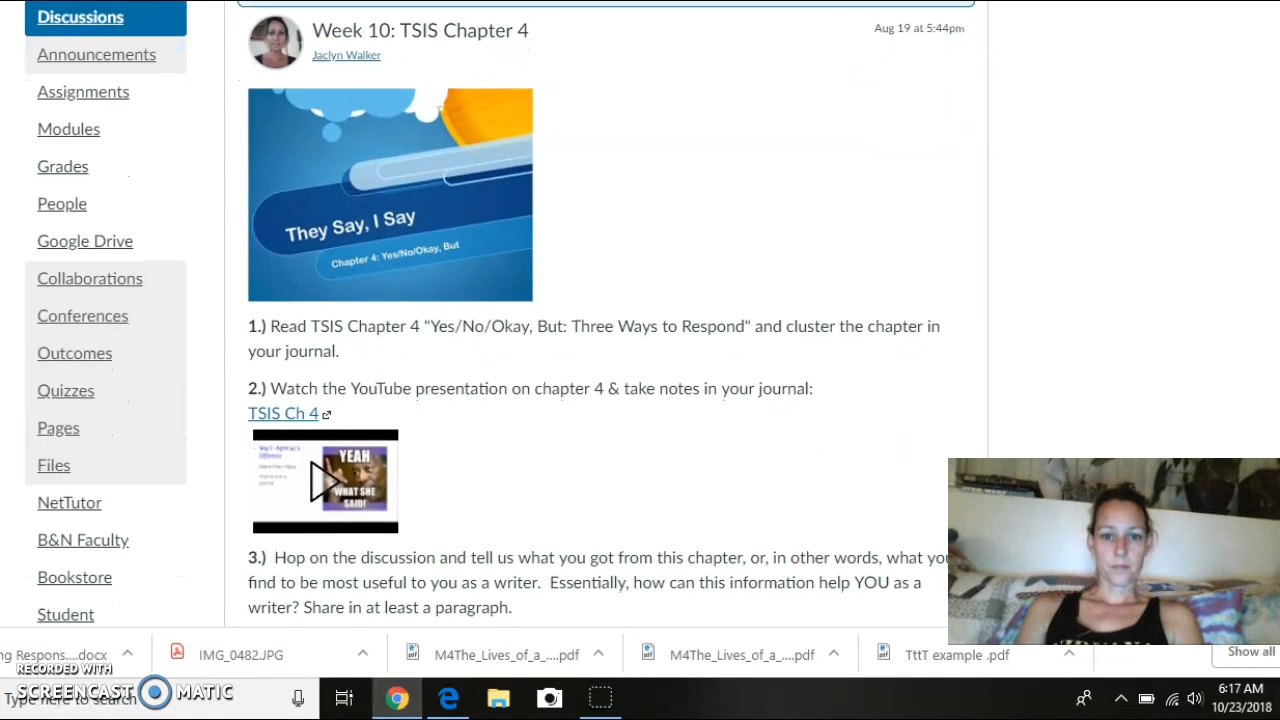 Discussions
Announcements
Assignments
Modules
Grades
People
Google Drive
Collaborations
Conferences
Outcomes
Quizzes
Pages
Files
NetTutor
B&N Faculty
Bookstore
Student
Week 10: TSIS Chapter 4
Aug 19 at 5:44pm
Jaclyn Walker
They Say, I Say
Chapter 4: Yes/No/Okay, But
1.) Read TSIS Chapter 4 "Yes/No/Okay, But: Three Ways to Respond" and cluster the chapter in
your journal.
2.) Watch the YouTube presentation on chapter 4 & take notes in your journal:
TSIS Ch 4
YEAH
WHAT SHE
SAID!
3.) Hop on the discussion and tell us what you got from this chapter, or, in other words, what you
find to be most useful to you as a writer. Essentially, how can this information help YOU as a
writer? Share in at least a paragraph.
ng Respons....docx
IMG_0482.JPG
M4The_Lives_of_a_....pdf
M4The_Lives_of_a_....pdf
TttT example .pdf
Show all
RECORDED WITH
SCREENCAST MATIC
Type here to search
6:17 AM
10/23/2018